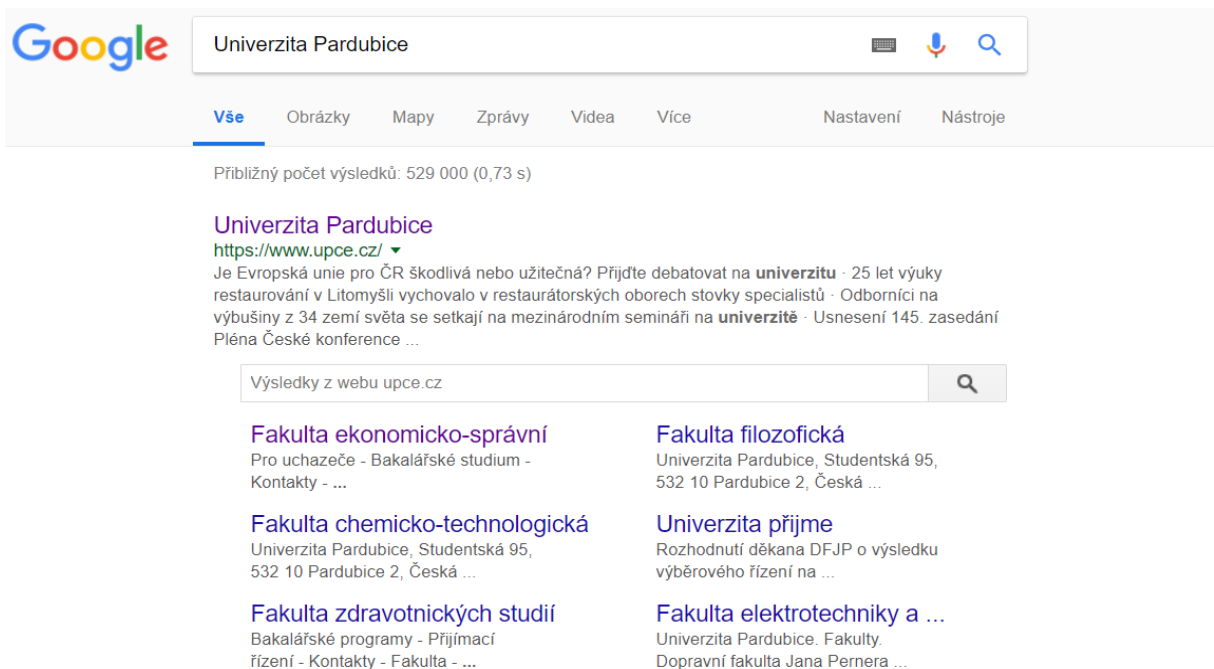 Google
Univerzita Pardubice
Vše Obrázky Mapy Zprávy Videa Více Nastavení Nástroje
Přibližný počet výsledků: 529 000 (0,73 s)
Univerzita Pardubice
https://www.upce.cz/
Je Evropská unie pro ČR škodlivá nebo užitečná? Přijďte debatovat na univerzitu · 25 let výuky
restaurování v Litomyšli vychovalo v restaurátorských oborech stovky specialistů · Odborníci na
výbušiny z 34 zemí světa se setkají na mezinárodním semináři na univerzitě · Usnesení 145. zasedání
Pléna České konference ...
Výsledky z webu upce.cz
Fakulta ekonomicko-správní
Pro uchazeče - Bakalářské studium -
Kontakty - ...
Fakulta filozofická
Univerzita Pardubice, Studentská 95,
532 10 Pardubice 2, Česká ...
Fakulta chemicko-technologická
Univerzita Pardubice, Studentská 95,
532 10 Pardubice 2, Česká ...
Univerzita přijme
Rozhodnutí děkana DFJP o výsledku
výběrového řízení na ...
Fakulta zdravotnických studií
Bakalářské programy - Přijímací
řízení - Kontakty - Fakulta - ...
Fakulta elektrotechniky a ...
Univerzita Pardubice. Fakulty.
Dopravní fakulta Jana Pernera ...